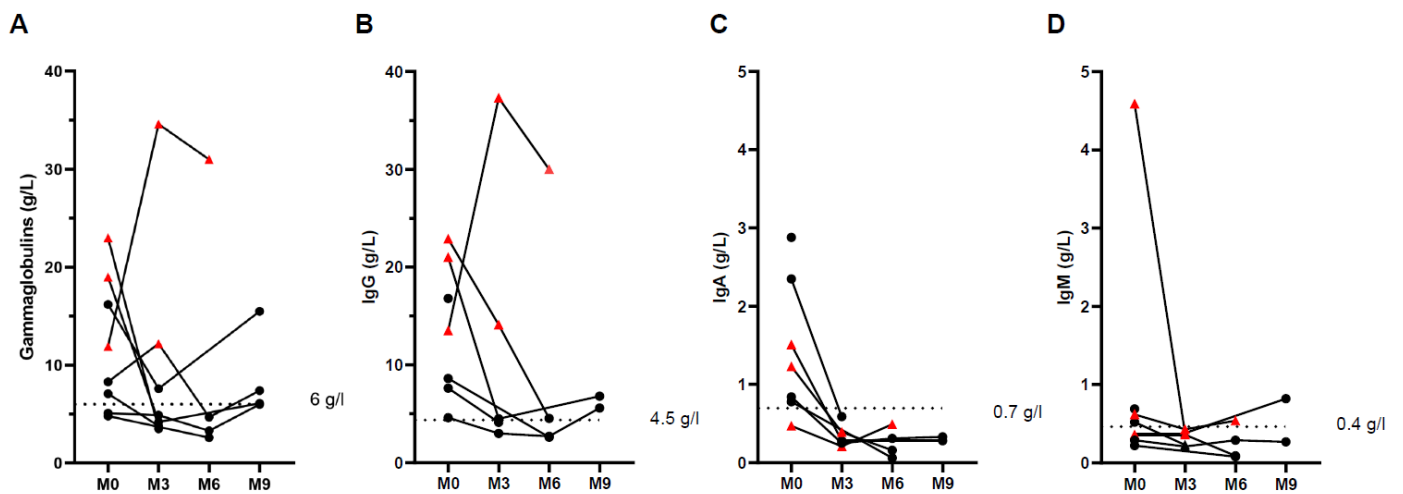 A
B
C
D
Gammaglobulins (g/L)
40
30
20
10
0
M0 M3 M6 M9
6 g/l
IgG (g/L)
40
30
20
10
0
M0 M3 M6 M9
4.5 g/l
IgA (g/L)
5
4
3
2
1
0
M0 M3 M6 M9
0.7 g/l
IgM (g/L)
5
4
3
2
1
0
M0 M3 M6 M9
0.4 g/l